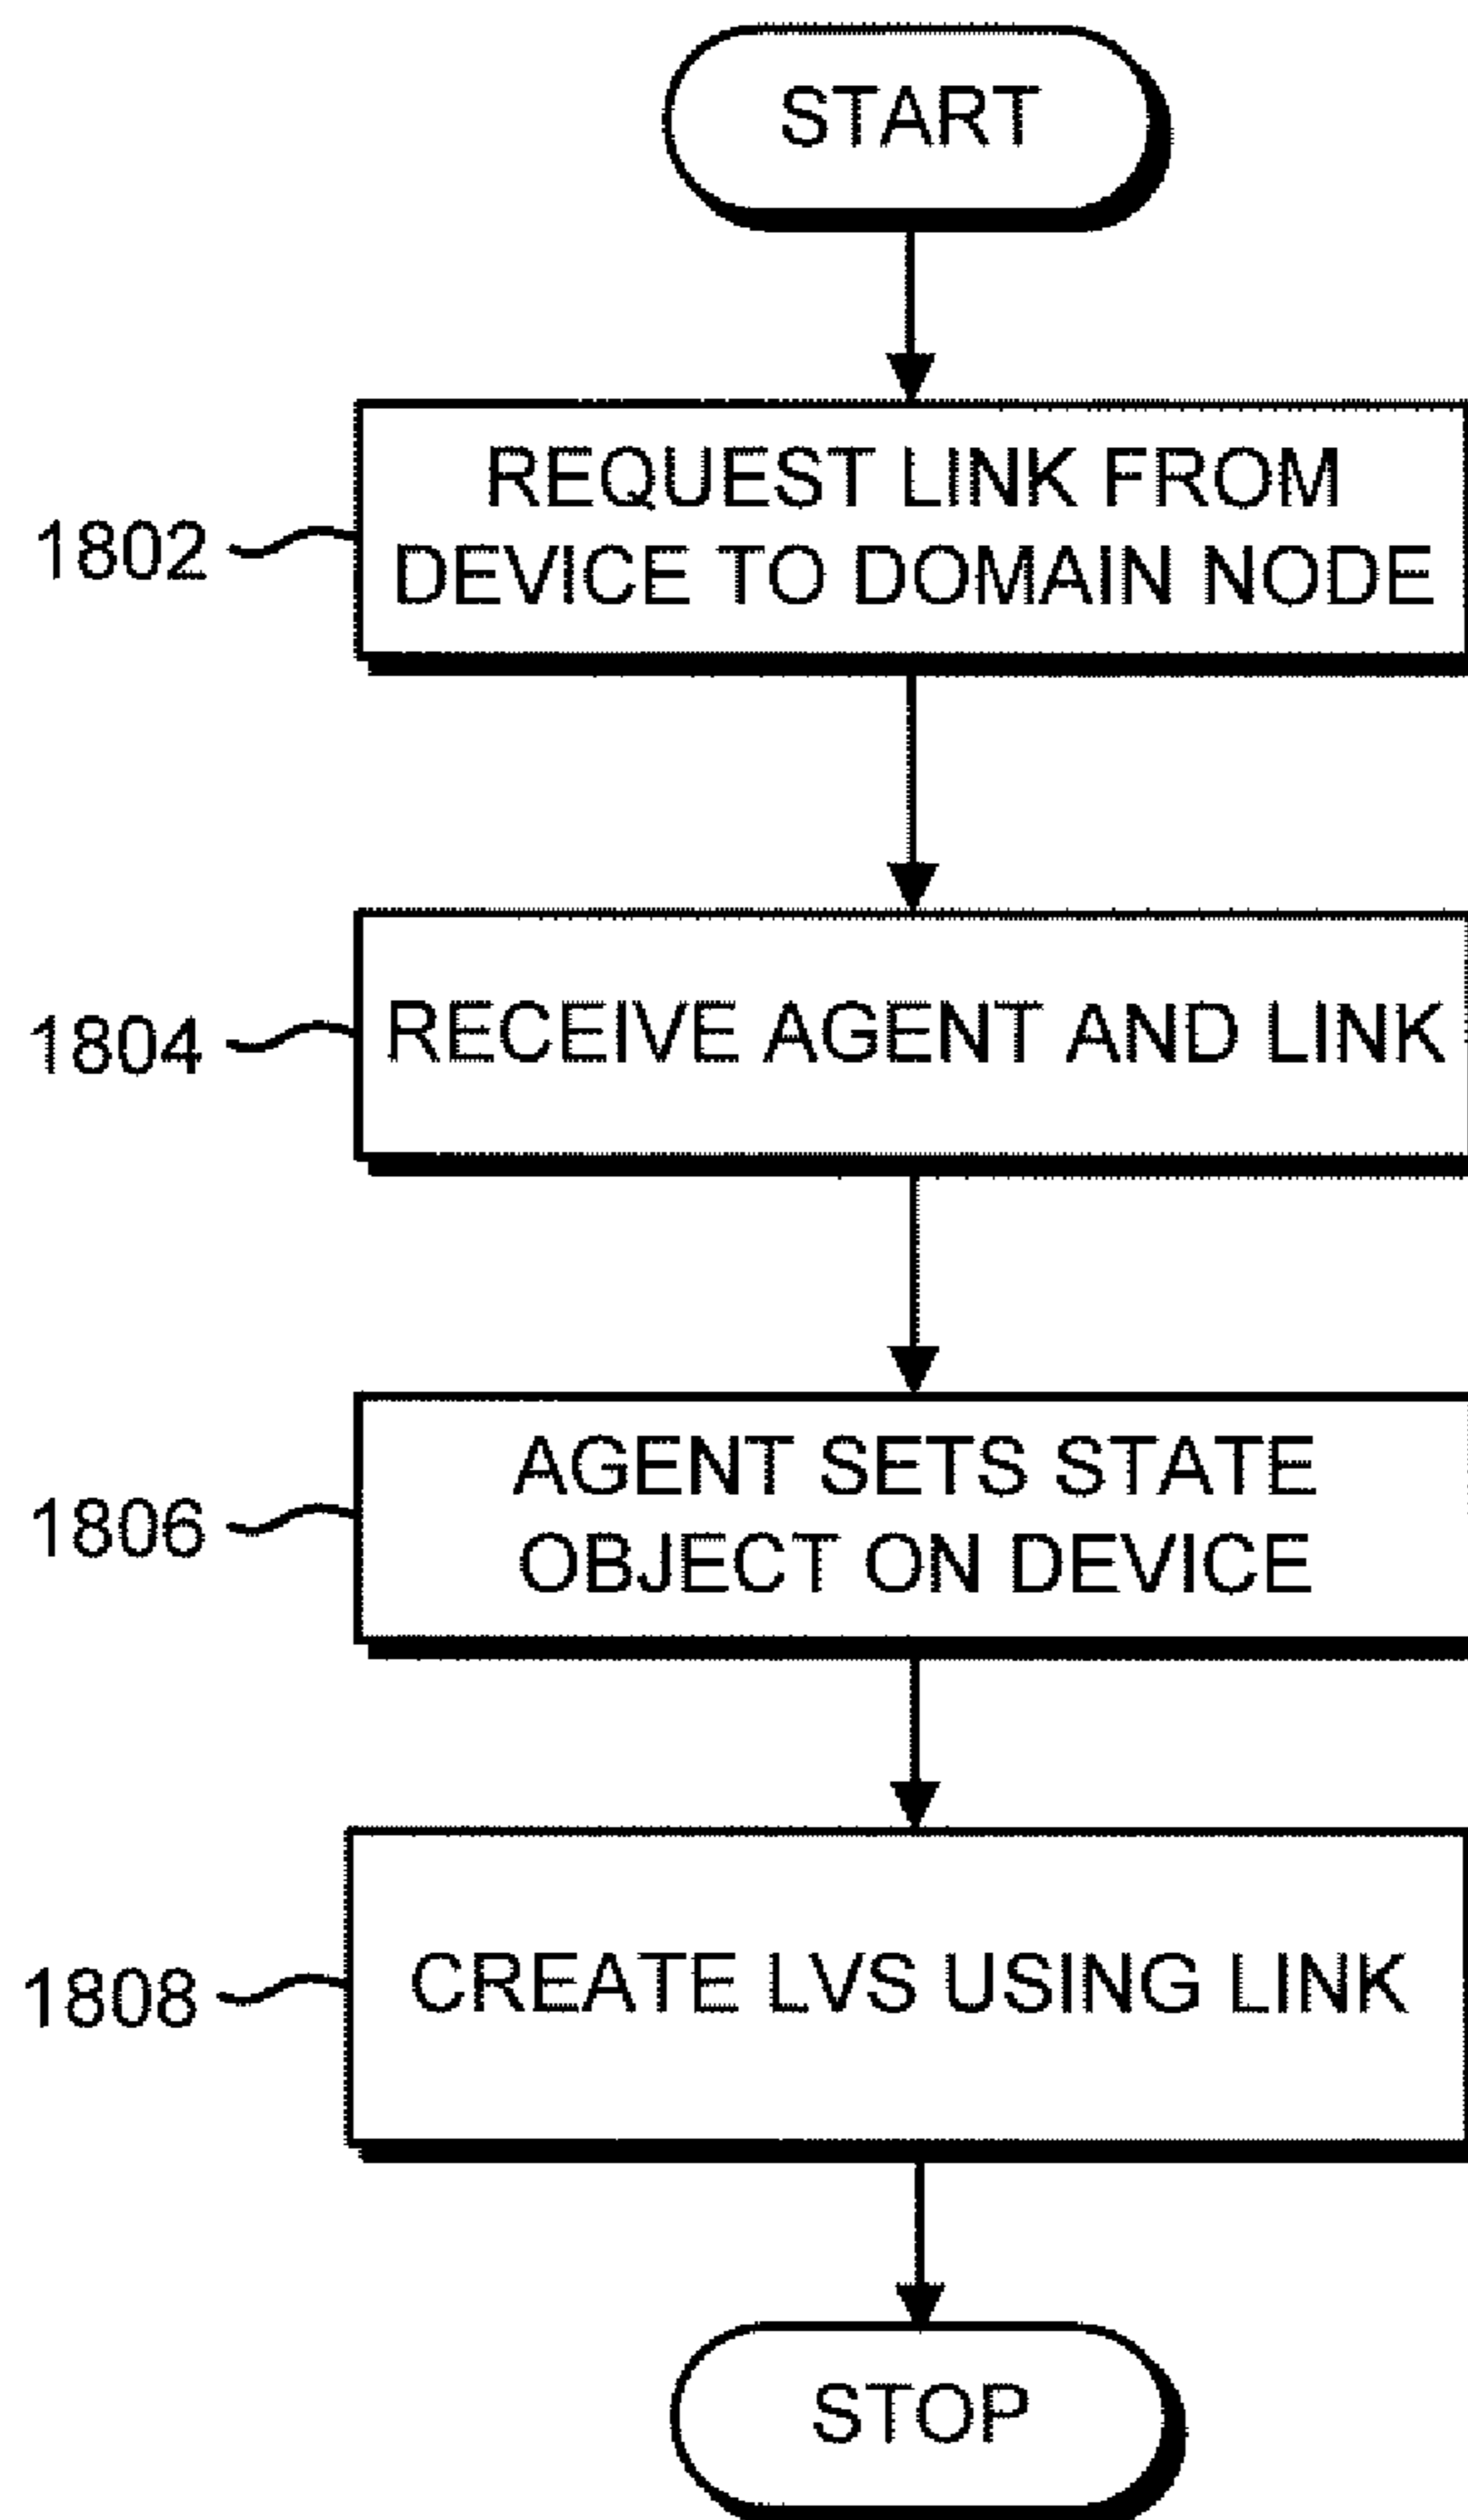 START
1802
REQUEST LINK FROM
DEVICE TO DOMAIN NODE
1804
RECEIVE AGENT AND LINK
1806
AGENT SETS STATE
OBJECT ON DEVICE
1808
CREATE LVS USING LINK
STOP